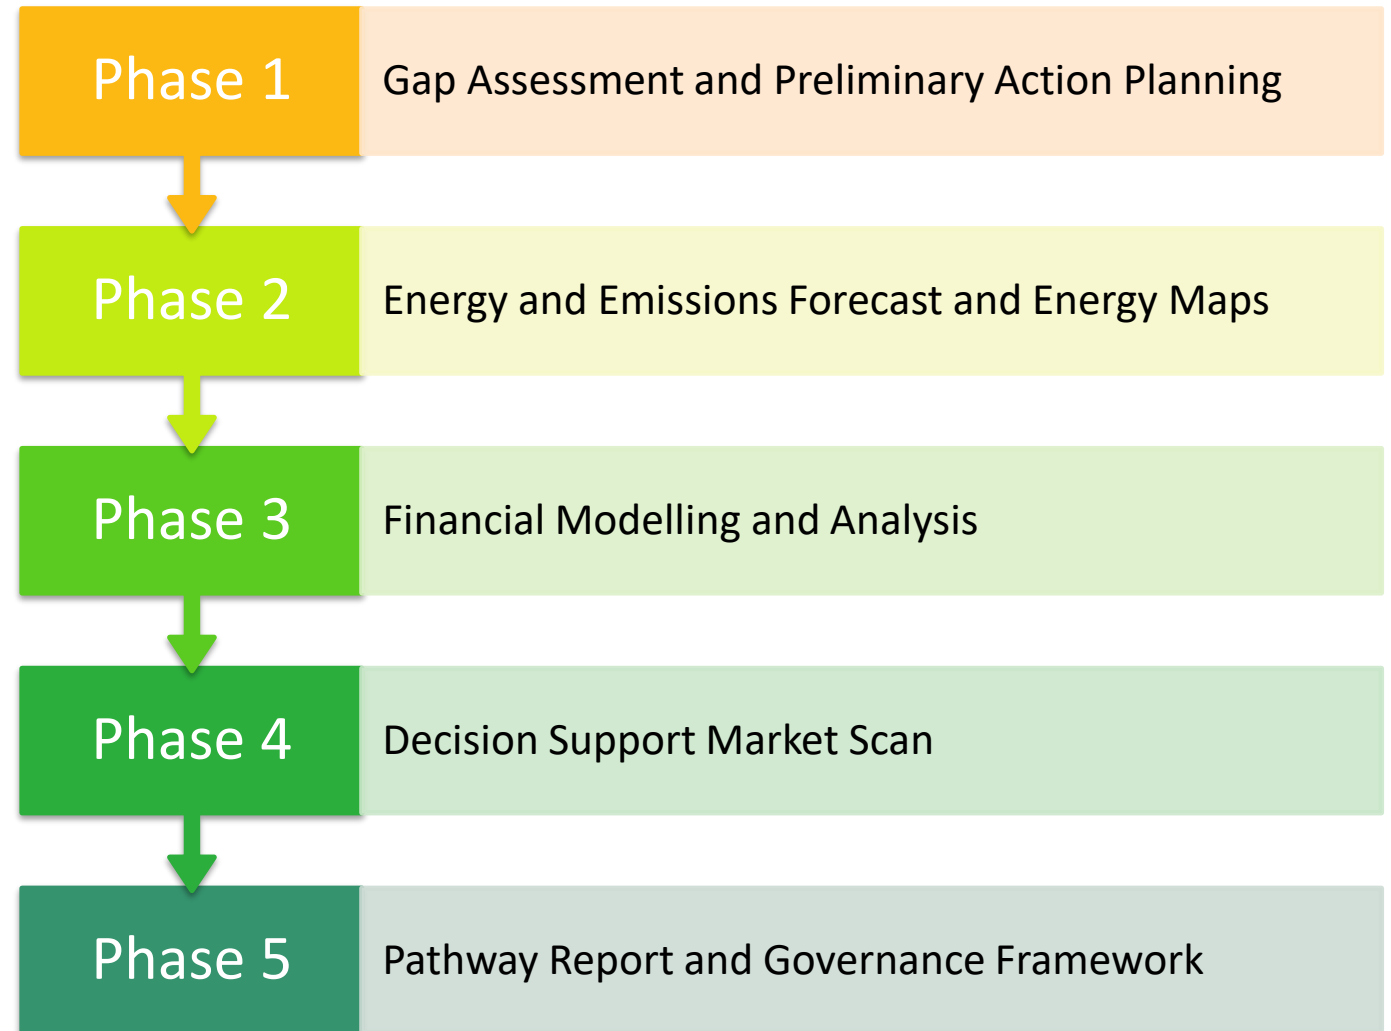 Phase 1
Gap Assessment and Preliminary Action Planning
Phase 2
Energy and Emissions Forecast and Energy Maps
Phase 3
Financial Modelling and Analysis
Phase 4
Decision Support Market Scan
Phase 5
Pathway Report and Governance Framework